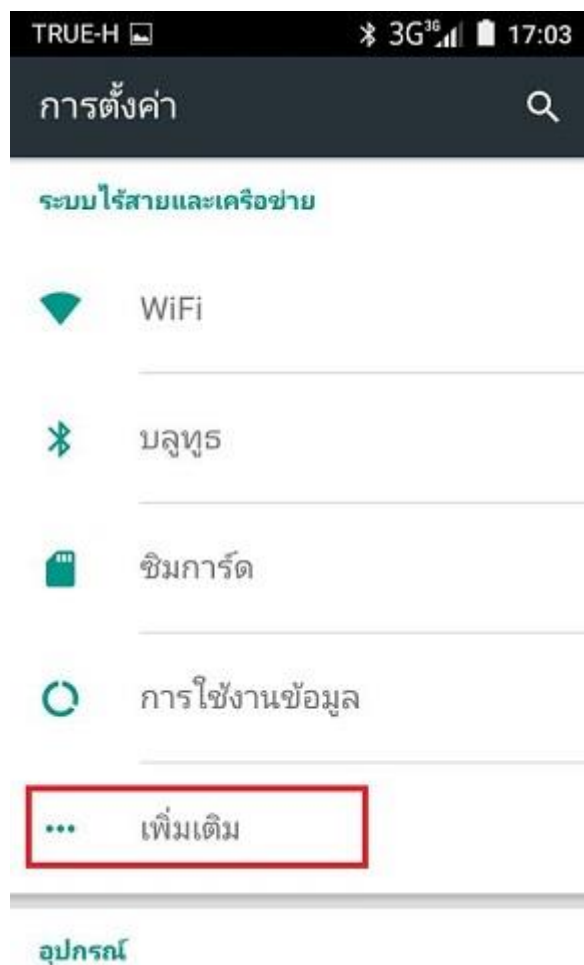 TRUE-H 3G 3G 17:03
การตั้งค่า
ระบบไร้สายและเครือข่าย
WiFi
บลูทูธ
ซิมการ์ด
การใช้งานข้อมูล
เพิ่มเติม
อุปกรณ์